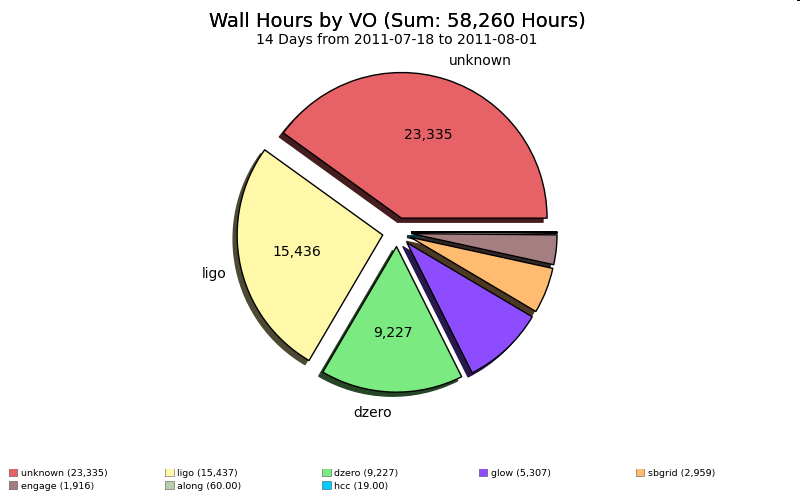 Wall Hours by VO (Sum: 58,260 Hours)
14 Days from 2011-07-18 to 2011-08-01
unknown
23,335
15,436
ligo
9,227
dzero
unknown (23,335) ligo (15,437) dzero (9,227) glow (5,307) sbgrid (2,959)
engage (1,916) along (60.00) hcc (19.00)